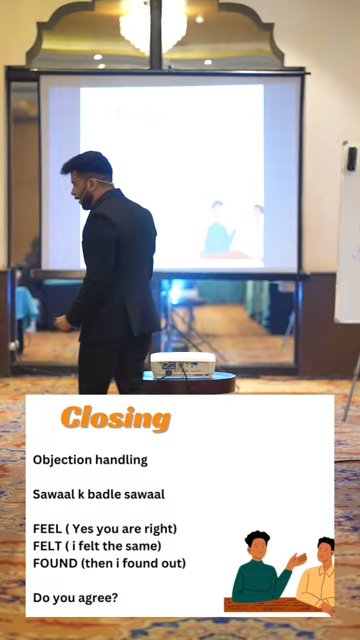 Closing
Objection handling
Sawaal k badle sawaal
FEEL ( Yes you are right)
FELT ( i felt the same)
FOUND (then i found out)
Do you agree?